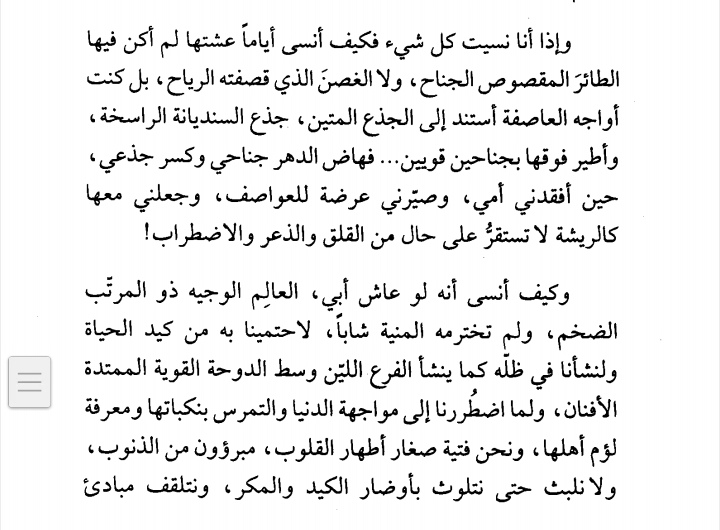 وإذا أنا نسيت كل شيء فكيف أنسى أياماً عشتها لم أكن فيها
الطائرَ المقصوص الجناح، ولا الغصنَ الذي قصفته الرياح، بل كنت
أواجه العاصفة أستند إلى الجذع المتين، جذع السنديانة الراسخة،
وأطير فوقها بجناحين قويين... فهاض الدهر جناحي وكسر جذعي،
حين أفقدني أمي، وصيّرني عرضة للعواصف، وجعلني معها
كالريشة لا تستقرُّ على حال من القلق والذعر والاضطراب!
وكيف أنسى أنه لو عاش أبي، العالِم الوجيه ذو المرتّب
الضخم، ولم تخترمه المنية شاباً، لاحتمينا به من كيد الحياة
ولنشأنا في ظلّه كما ينشأ الفرع الليّن وسط الدوحة القوية الممتدة
الأفنان، ولما اضطُررنا إلى مواجهة الدنيا والتمرس بنكباتها ومعرفة
لؤم أهلها، ونحن فتية صغار أطهار القلوب، مبرؤون من الذنوب،
ولا نلبث حتى نتلوث بأوضار الكيد والمكر، ونتلقف مبادئ